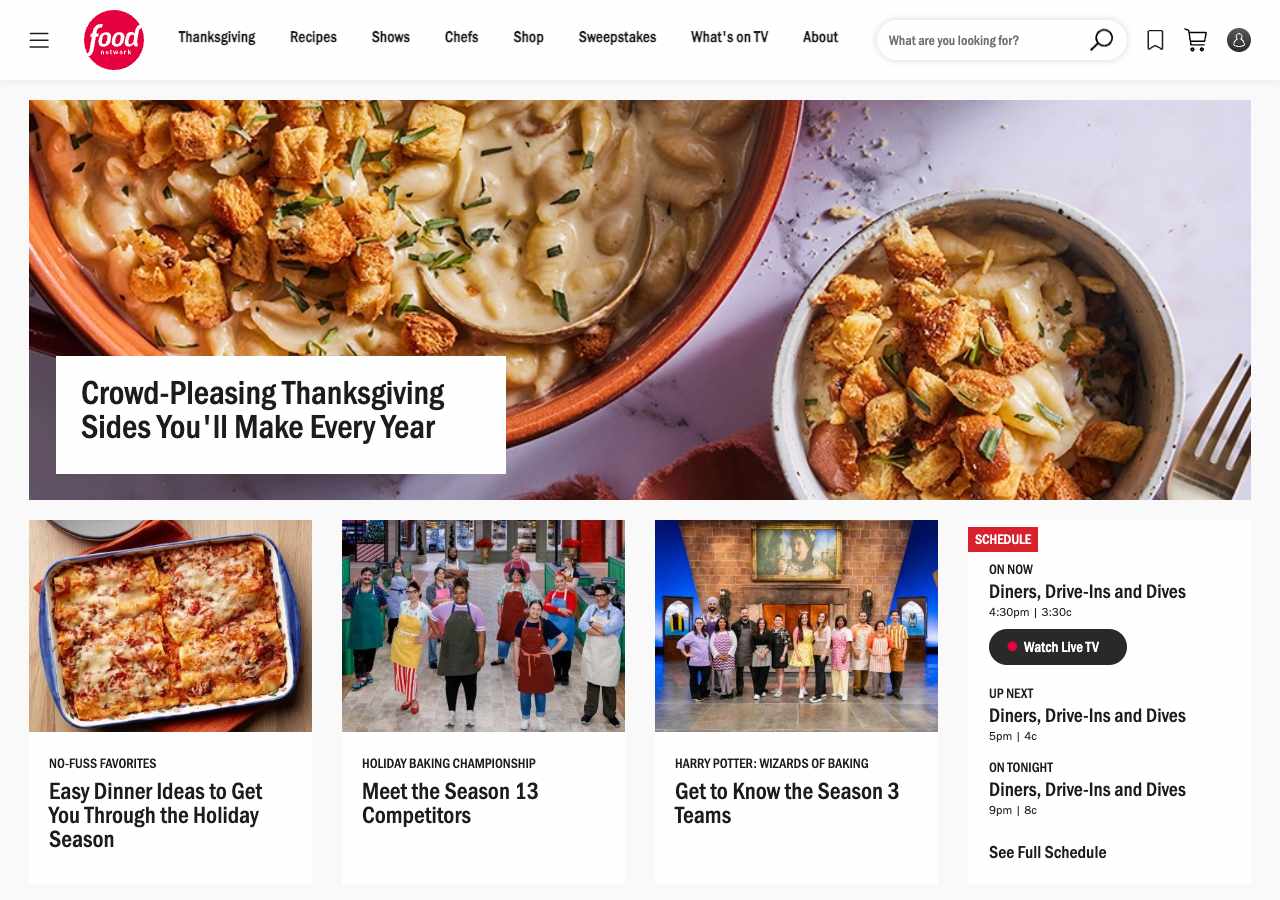 food
network
Thanksgiving
Recipes
Shows
Chefs
Shop
Sweepstakes
What's on TV
About
What are you looking for?
Crowd-Pleasing Thanksgiving
Sides You'll Make Every Year
NO-FUSS FAVORITES
Easy Dinner Ideas to Get
You Through the Holiday
Season
HOLIDAY BAKING CHAMPIONSHIP
Meet the Season 13
Competitors
HARRY POTTER: WIZARDS OF BAKING
Get to Know the Season 3
Teams
SCHEDULE
ON NOW
Diners, Drive-Ins and Dives
4:30pm | 3:30c
Watch Live TV
UP NEXT
Diners, Drive-Ins and Dives
5pm | 4c
ON TONIGHT
Diners, Drive-Ins and Dives
9pm | 8c
See Full Schedule